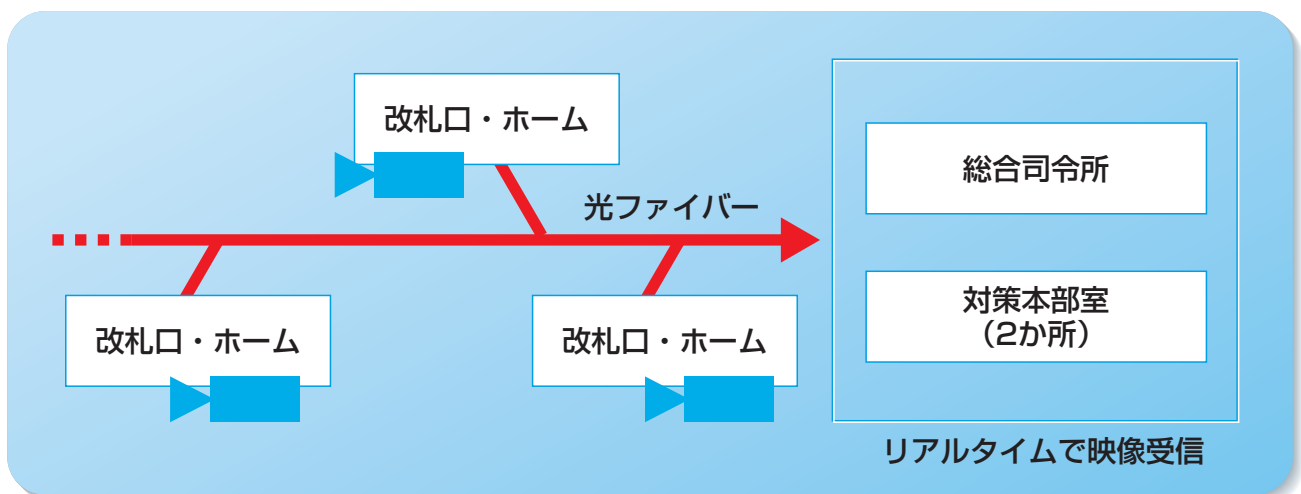 改札口・ホーム
総合司令所
光ファイバー
対策本部室
（2か所）
改札口・ホーム
改札口・ホーム
リアルタイムで映像受信